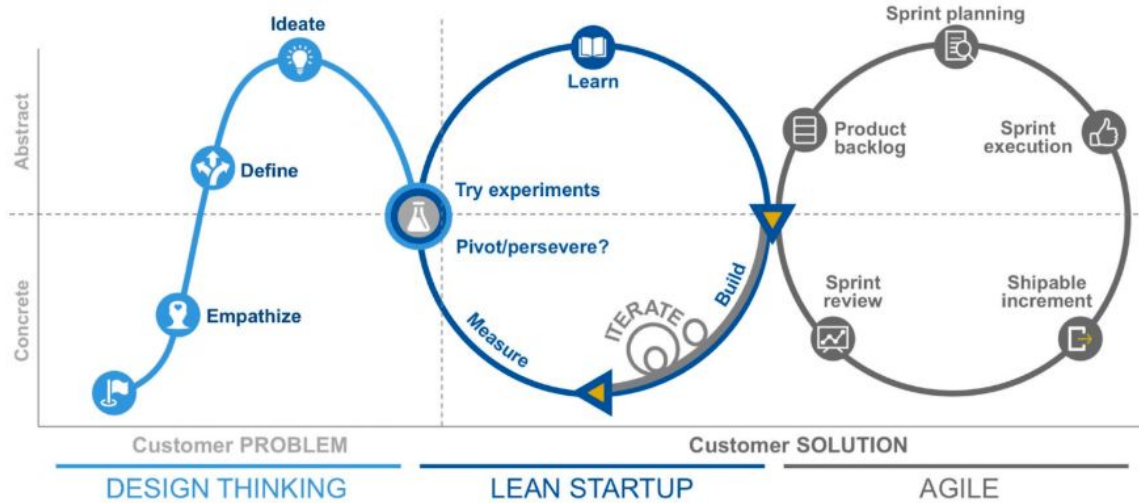 Ideate
Sprint planning
Learn
Product
backlog
Sprint
execution
Abstract
Define
Try experiments
Pivot/persevere?
Concrete
Empathize
Measure
ITERATE
Build
Sprint
review
Shipable
increment
Customer PROBLEM
Customer SOLUTION
DESIGN THINKING
LEAN STARTUP
AGILE